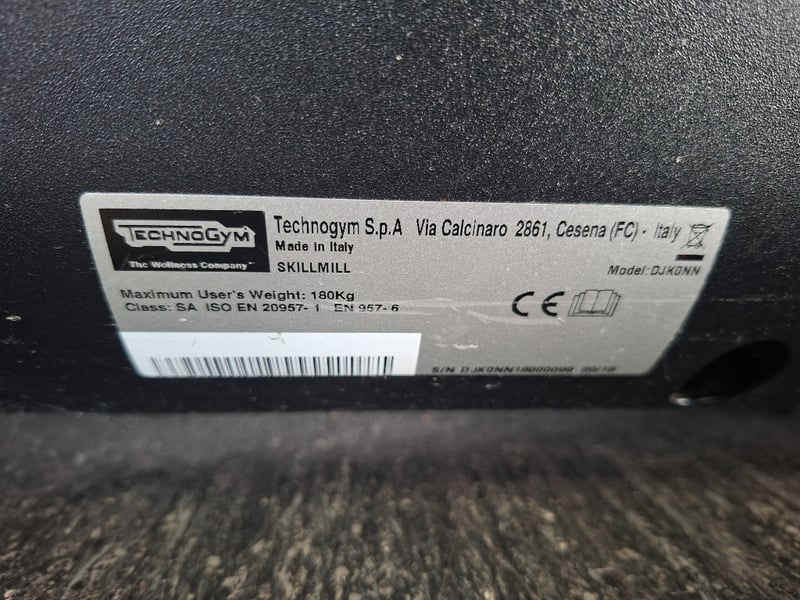 TECHNOGYM
The Wellness Company™
Technogym S.p.A Via Calcinaro 2861, Cesena (FC) - Italy
Made in Italy
SKILLMILL
Model: DJK0NN
Maximum User's Weight: 180Kg
Class: SA ISO EN 20957- 1 EN 957- 6
CE
S/N